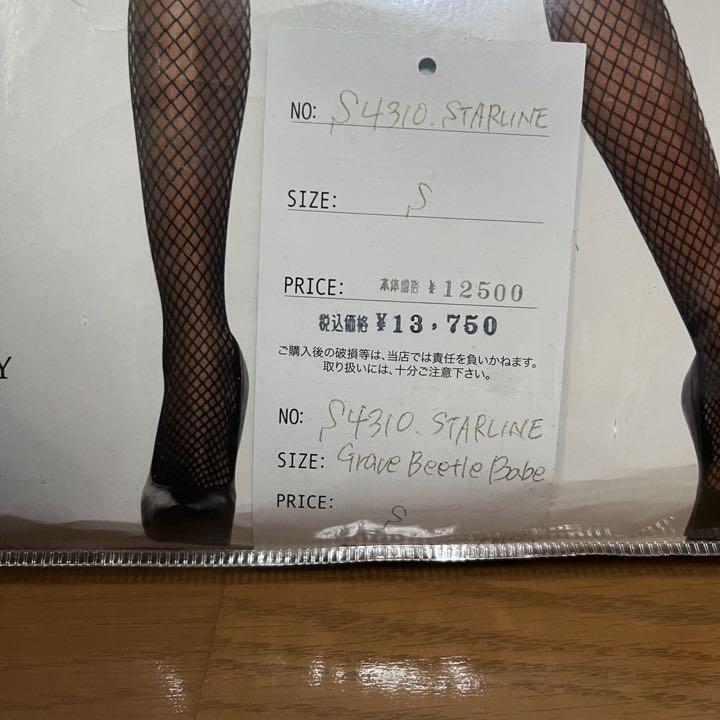 NO: S4310. STARLINE
SIZE: S
PRICE: 本体価格 ¥12500
税込価格 ¥13,750
ご購入後の破損等は、当店では責任を負いかねます。
取り扱いには、十分ご注意下さい。
Y
NO: S4310. STARLINE
SIZE: Grave Beetle Babe
PRICE: S